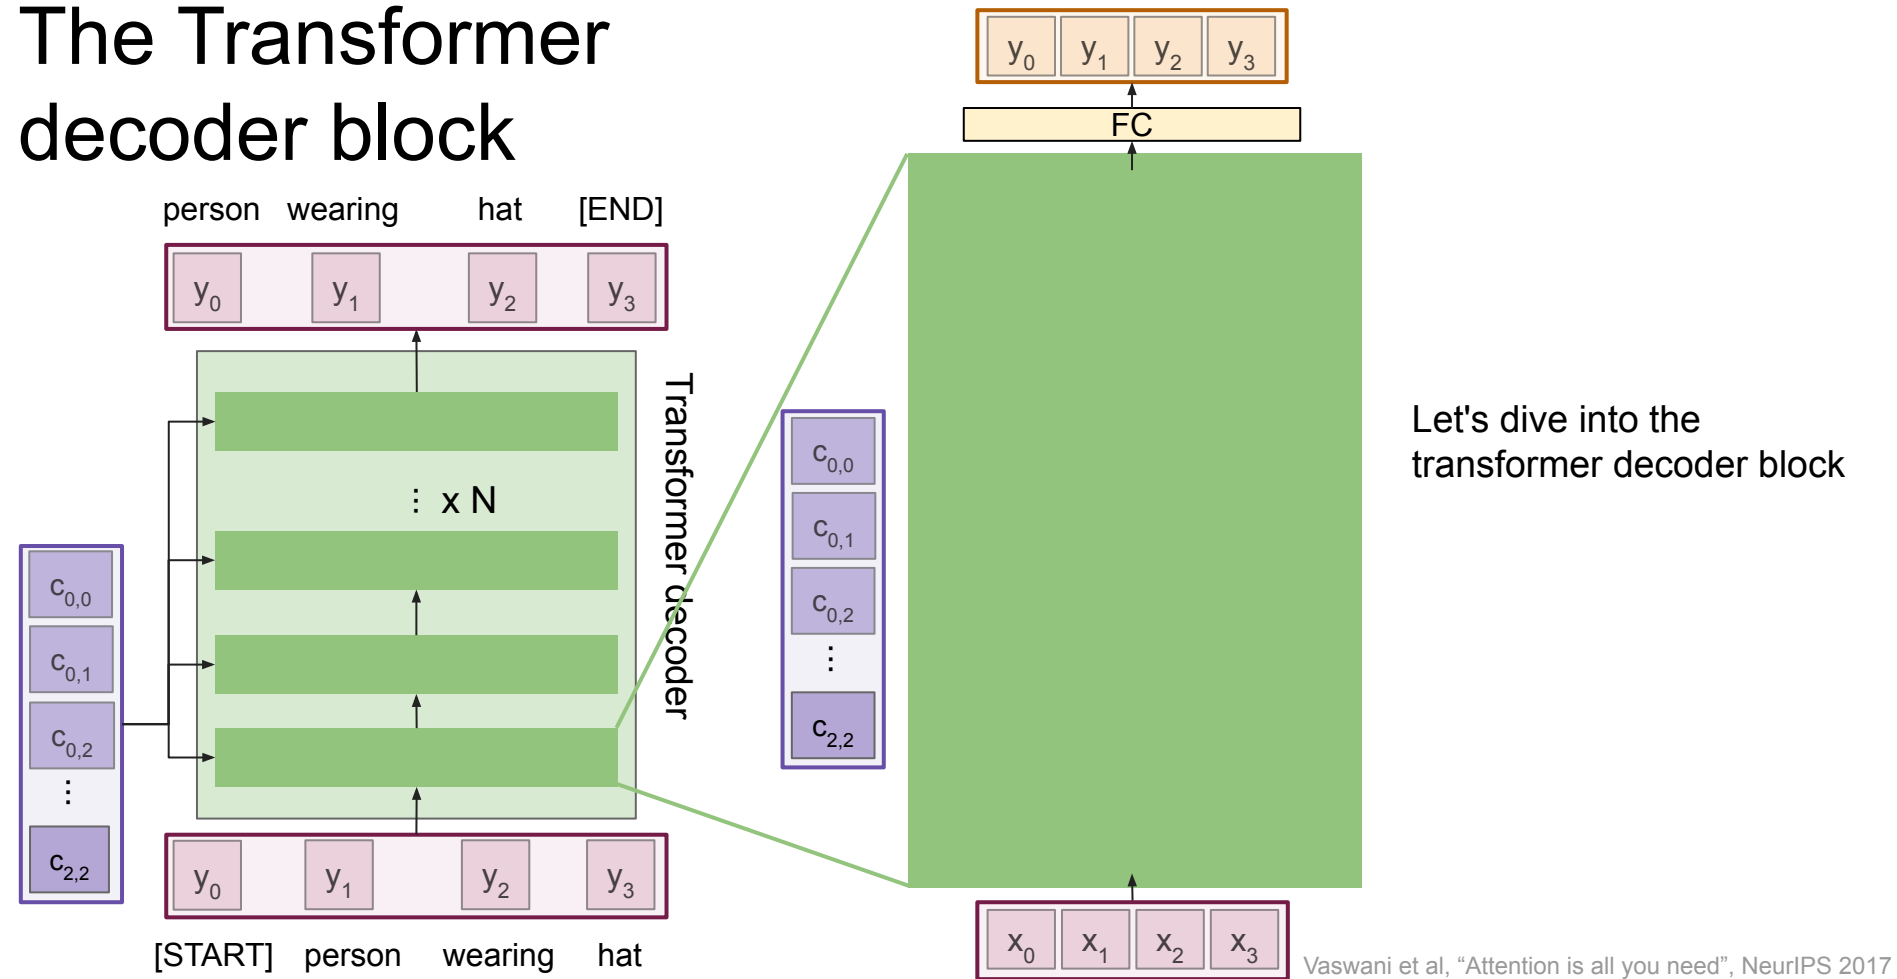 The Transformer
decoder block
person wearing hat [END]
y0 y1 y2 y3
⋮ x N
Transformer decoder
c0,0
c0,1
c0,2
⋮
c2,2
y0 y1 y2 y3
[START] person wearing hat
y0 y1 y2 y3
FC
c0,0
c0,1
c0,2
⋮
c2,2
x0 x1 x2 x3
Let's dive into the
transformer decoder block
Vaswani et al, “Attention is all you need”, NeurIPS 2017